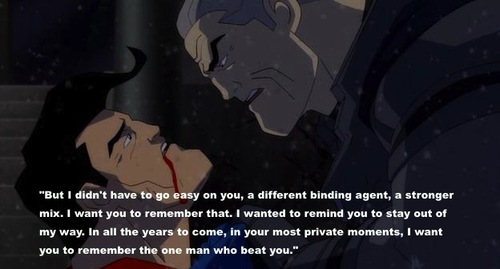 "But I didn't have to go easy on you, a different binding agent, a stronger
mix. I want you to remember that. I wanted to remind you to stay out of
my way. In all the years to come, in your most private moments, I want
you to remember the one man who beat you."